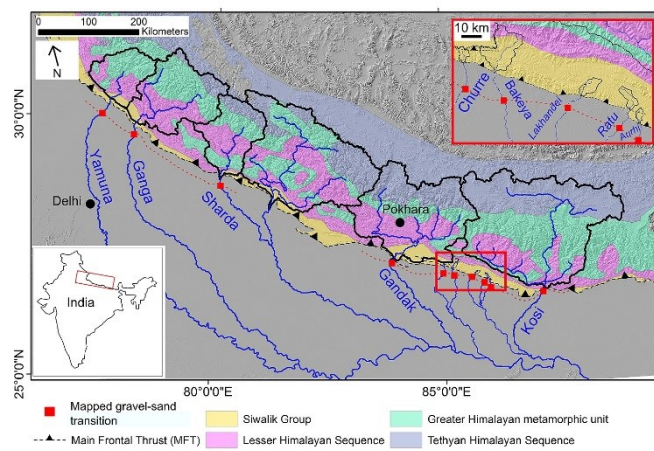 0 100 200
Kilometers
N
10 km
Churre
Bakeya
Lakhandei
Ratu
30°0'0"N
Yamuna
Ganga
Delhi
Sharda
Pokhara
Gandak
Kosi
India
25°0'0"N
80°0'0"E
85°0'0"E
Mapped gravel-sand
transition
Main Frontal Thrust (MFT)
Siwalik Group
Lesser Himalayan Sequence
Greater Himalayan metamorphic unit
Tethyan Himalayan Sequence